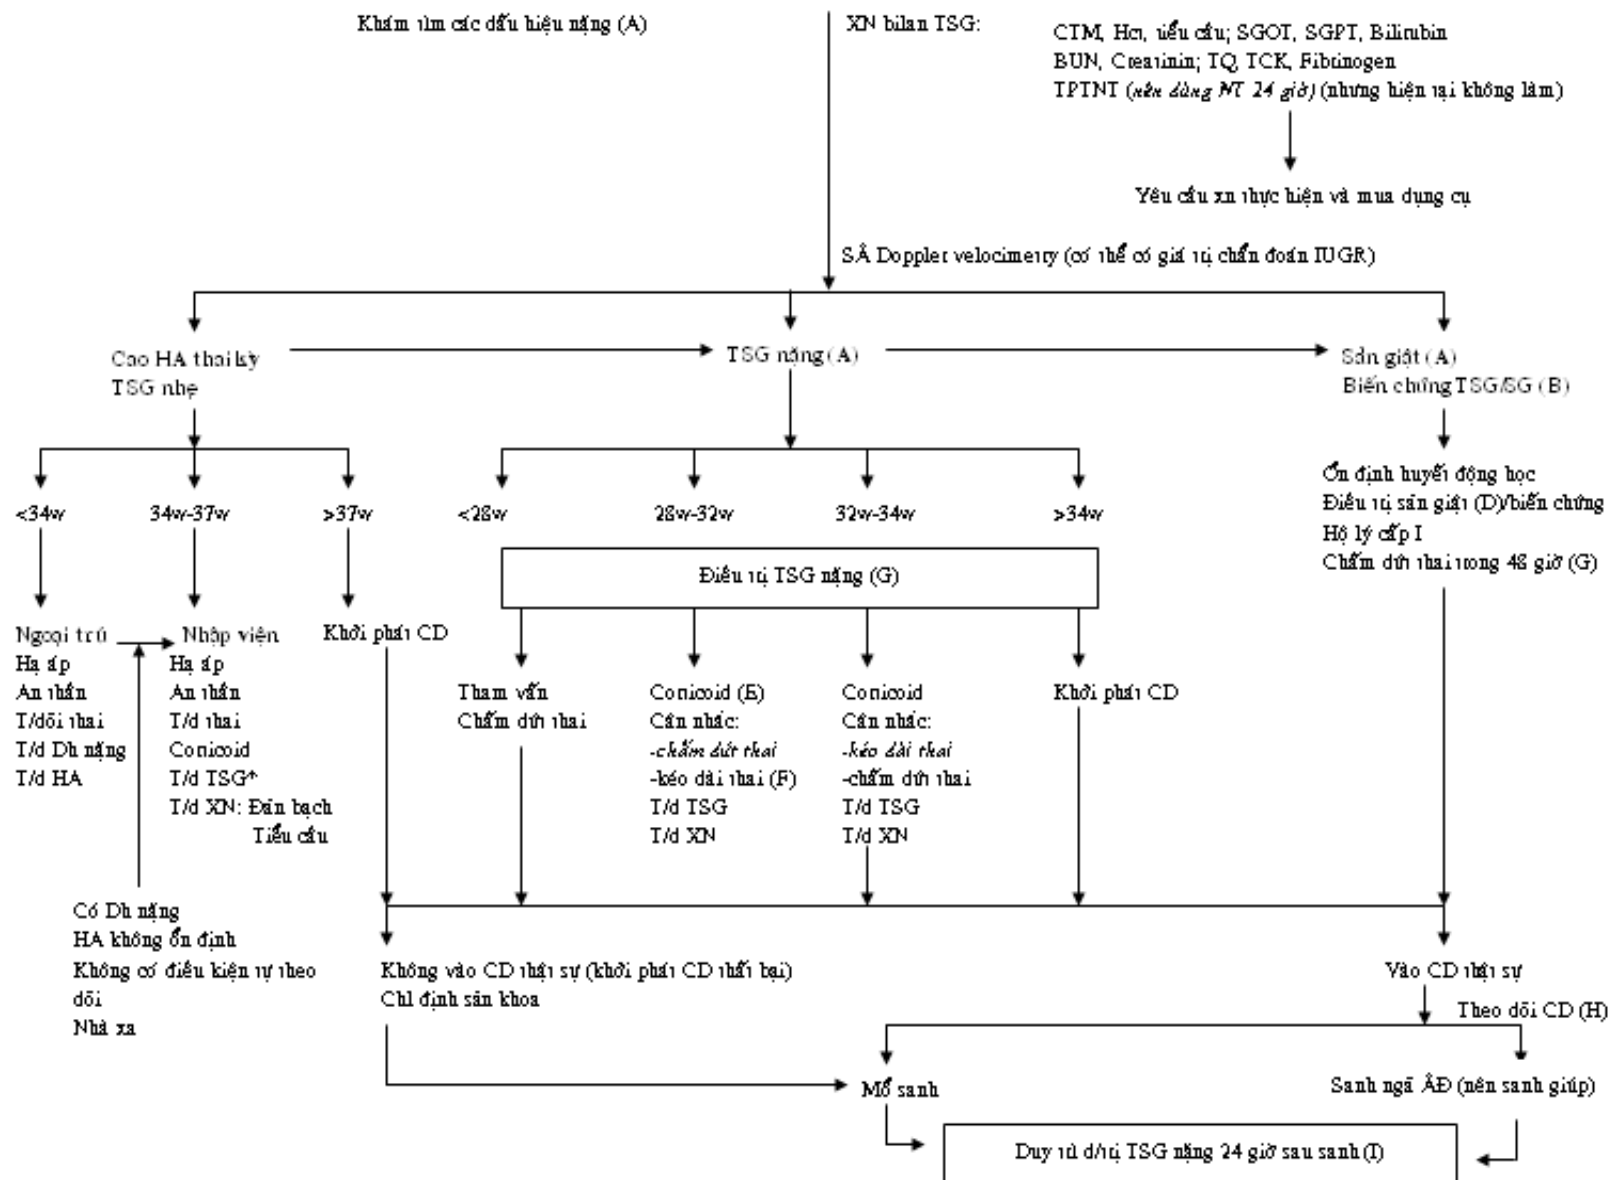 Khám tìm các dấu hiệu nặng (A)
XN bilan TSG:
CTM, Hct, tiểu cầu; SGOT, SGPT, Bilirubin
BUN, Creatinin; TQ, TCK, Fibrinogen
TPTNT (nên dùng NT 24 giờ) (nhưng hiện tại không làm)
Yêu cầu xn thực hiện và mua dụng cụ
SÂ Doppler velocimetry (có thể có giá trị chẩn đoán IUGR)
Cao HA thai kỳ
TSG nhẹ
TSG nặng (A)
Sản giật (A)
Biến chứng TSG/SG (B)
<34w
34w-37w
>37w
<28w
28w-32w
32w-34w
>34w
Ổn định huyết động học
Điều trị sản giật (D)/biến chứng
Hộ lý cấp I
Chấm dứt thai trong 48 giờ (G)
Điều trị TSG nặng (G)
Ngoại trú
Hạ áp
An thần
T/dõi thai
T/d Dh nặng
T/d HA
Nhập viện
Hạ áp
An thần
T/d thai
Corticoid
T/d TSG*
T/d XN: Đản bạch
Tiểu cầu
Khởi phát CD
Tham vấn
Chấm dứt thai
Corticoid (E)
Cân nhắc:
-chấm dứt thai
-kéo dài thai (F)
T/d TSG
T/d XN
Corticoid
Cân nhắc:
-kéo dài thai
-chấm dứt thai
T/d TSG
T/d XN
Khởi phát CD
Có Dh nặng
HA không ổn định
Không có điều kiện tự theo
dõi
Nhà xa
Không vào CD thật sự (khởi phát CD thất bại)
Chỉ định sản khoa
Vào CD thật sự
Theo dõi CD (H)
Mổ sanh
Sanh ngã ÂĐ (nên sanh giúp)
Duy trì đ/trị TSG nặng 24 giờ sau sanh (I)